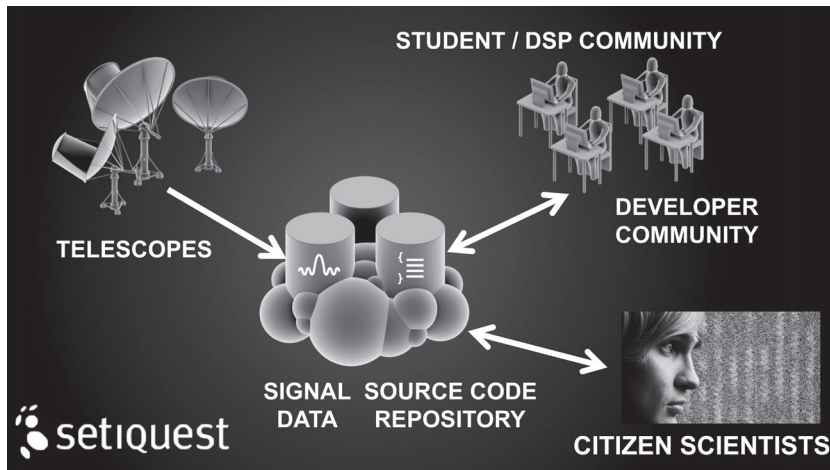 STUDENT / DSP COMMUNITY
TELESCOPES
DEVELOPER
COMMUNITY
{
}
SIGNAL DATA
SOURCE CODE REPOSITORY
setiquest
CITIZEN SCIENTISTS